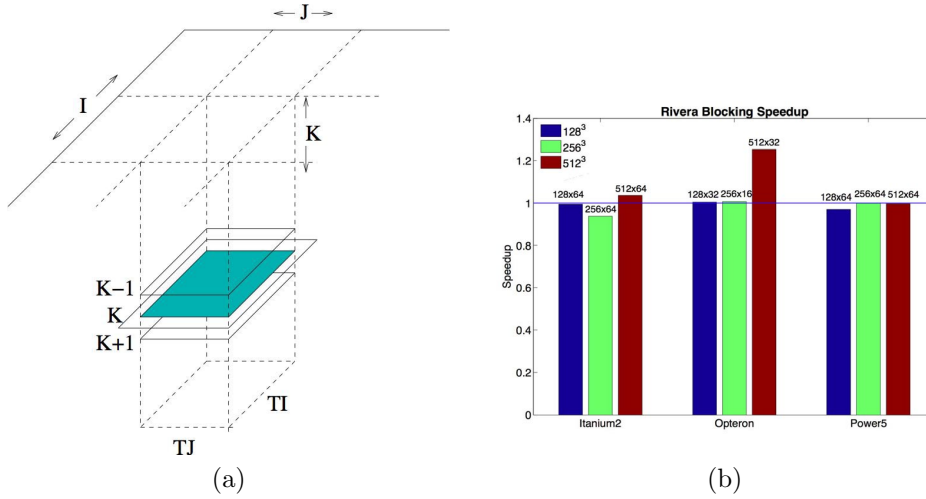 J
I
K
K−1
K
K+1
TI
TJ
(a)
Rivera Blocking Speedup
1.4
1.2
1
0.8
0.6
0.4
0.2
0
Speedup
128³
256³
512³
128x64
256x64
512x64
128x32
256x16
512x32
128x64
256x64
512x64
Itanium2
Opteron
Power5
(b)